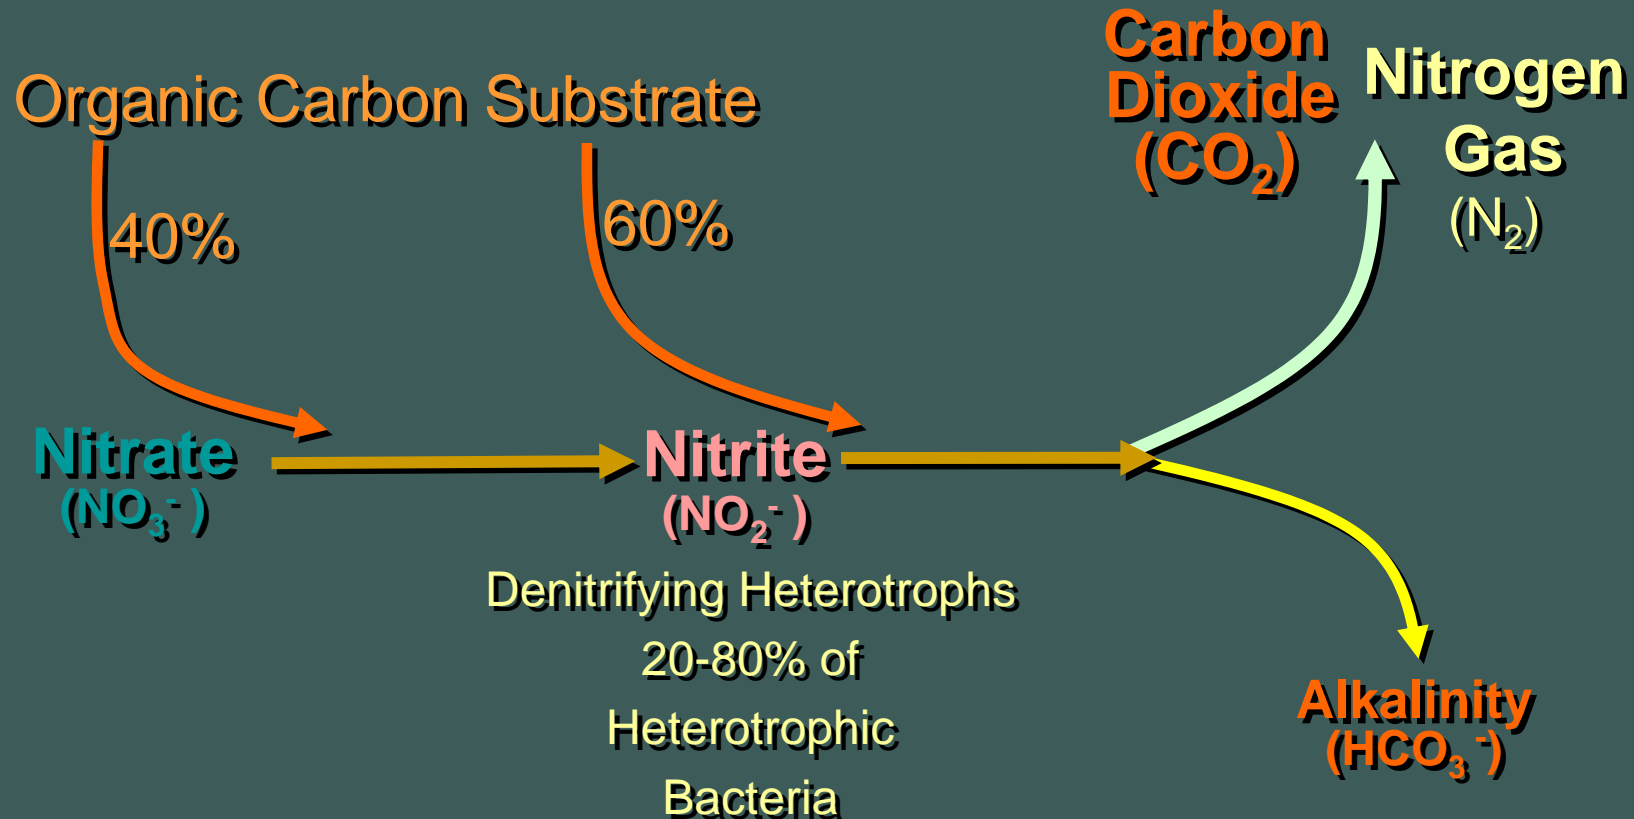 Organic Carbon Substrate
40%
60%
Carbon
Dioxide
(CO₂)
Nitrogen
Gas
(N₂)
Nitrate
(NO₃⁻ )
Nitrite
(NO₂⁻ )
Denitrifying Heterotrophs
20-80% of
Heterotrophic
Bacteria
Alkalinity
(HCO₃⁻)